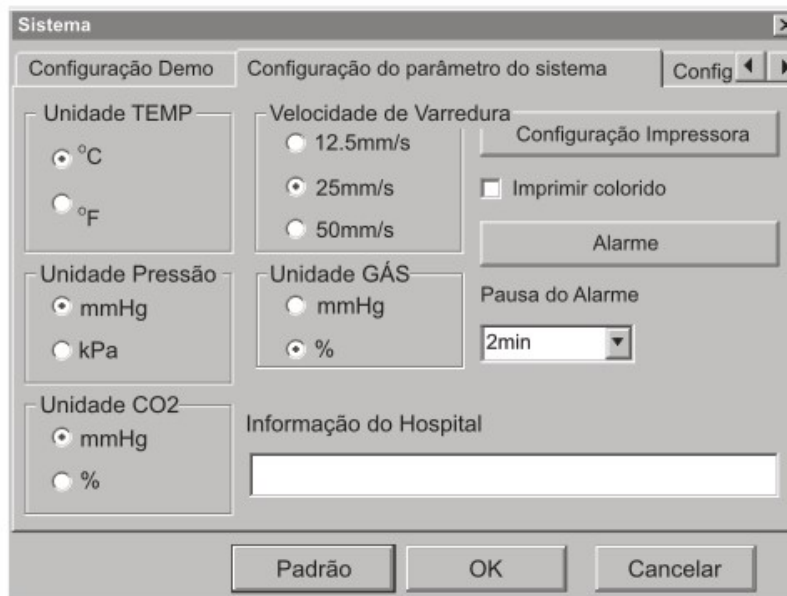 Sistema
Configuração Demo
Configuração do parâmetro do sistema
Config
Unidade TEMP
°C
°F
Velocidade de Varredura
12.5mm/s
25mm/s
50mm/s
Configuração Impressora
Imprimir colorido
Alarme
Unidade Pressão
mmHg
kPa
Unidade GÁS
mmHg
%
Pausa do Alarme
2min
Unidade CO2
mmHg
%
Informação do Hospital
Padrão
OK
Cancelar